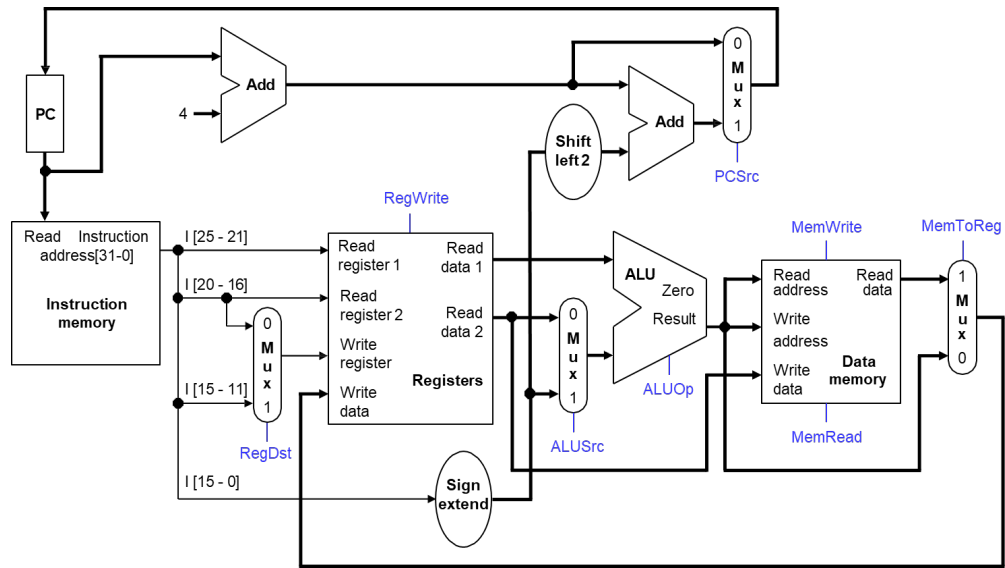 PC
4
Add
Shift
left 2
Add
0
M
u
x
1
PCSrc
Read Instruction
address[31-0]
Instruction
memory
I [25 - 21]
I [20 - 16]
I [15 - 11]
I [15 - 0]
0
M
u
x
1
RegDst
RegWrite
Read
register 1
Read
register 2
Write
register
Write
data
Read
data 1
Read
data 2
Registers
Sign
extend
0
M
u
x
1
ALUSrc
ALU
Zero
Result
ALUOp
MemWrite
Read
address
Write
address
Write
data
Read
data
Data
memory
MemRead
MemToReg
1
M
u
x
0